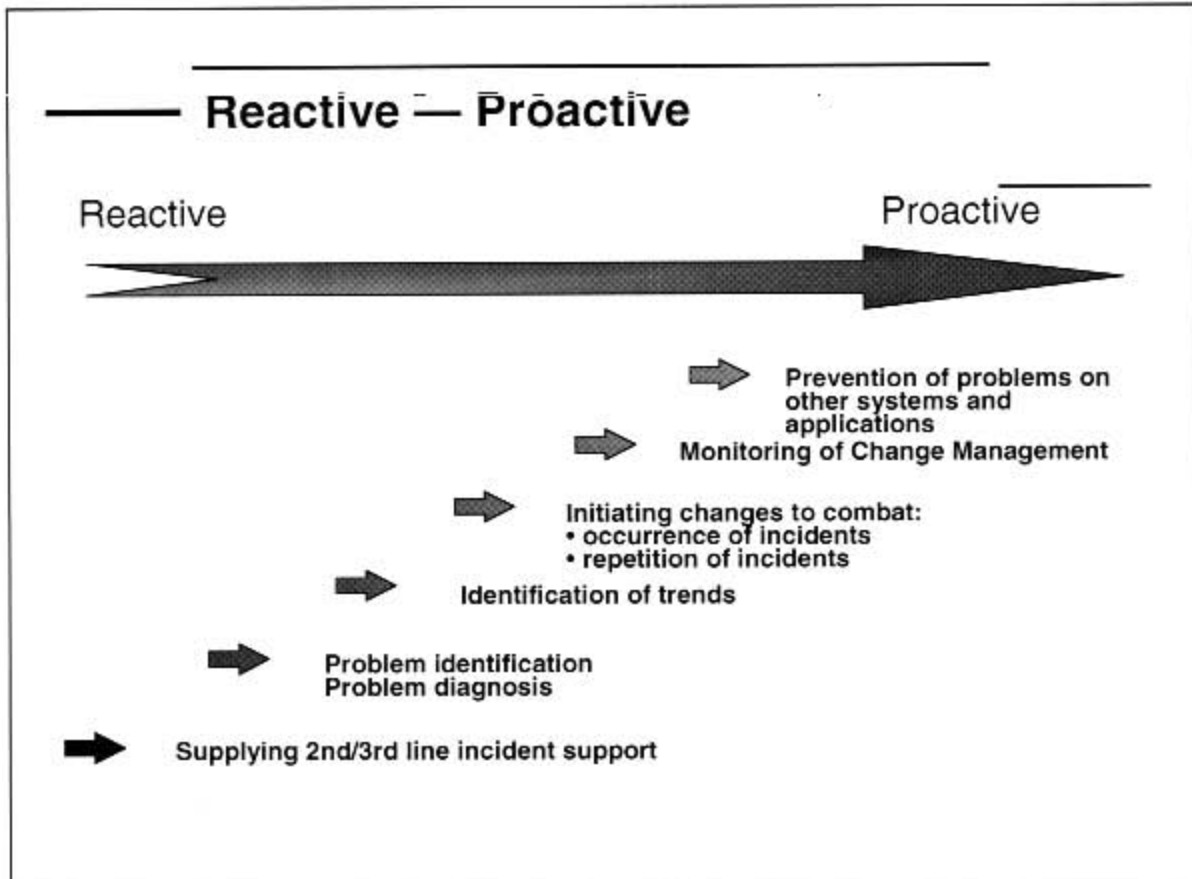 Reactive — Proactive
Reactive
Proactive
Prevention of problems on
other systems and
applications
Monitoring of Change Management
Initiating changes to combat:
• occurrence of incidents
• repetition of incidents
Identification of trends
Problem identification
Problem diagnosis
Supplying 2nd/3rd line incident support